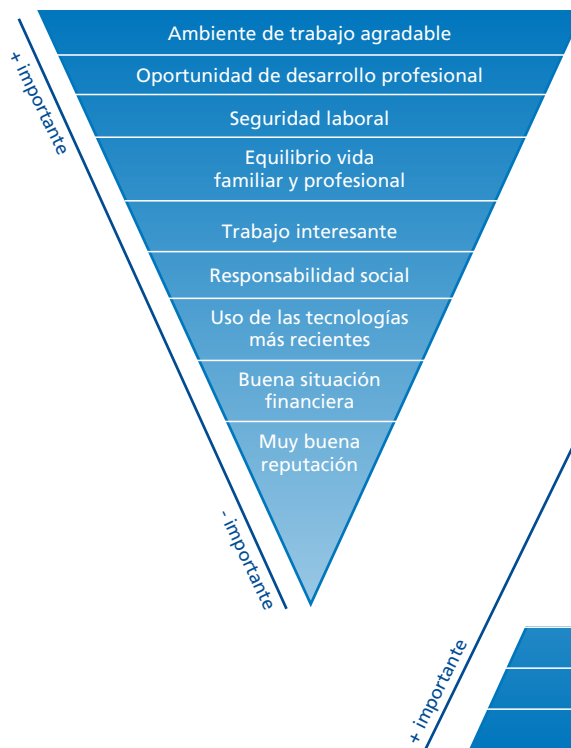 Ambiente de trabajo agradable
Oportunidad de desarrollo profesional
Seguridad laboral
Equilibrio vida
familiar y profesional
Trabajo interesante
Responsabilidad social
Uso de las tecnologías
más recientes
Buena situación
financiera
Muy buena
reputación
+ importante
- importante
+ importante